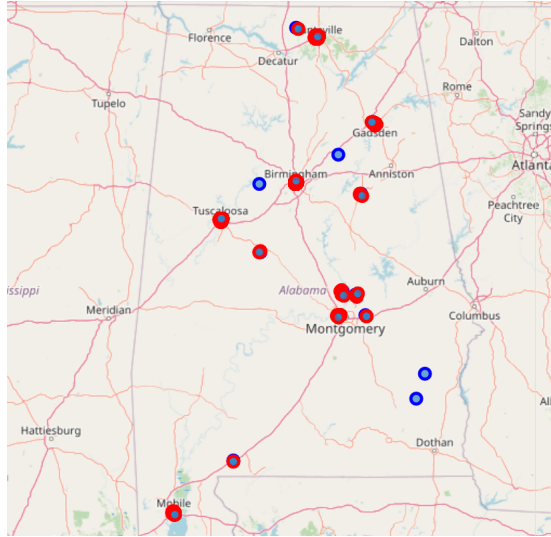 Florence
Decatur
Dalton
Tupelo
Rome
Sandy
Springs
Gadsden
Atlanta
Birmingham
Anniston
Tuscaloosa
Peachtree
City
Alabama
Auburn
Meridian
Columbus
Montgomery
Hattiesburg
Dothan
Mobile